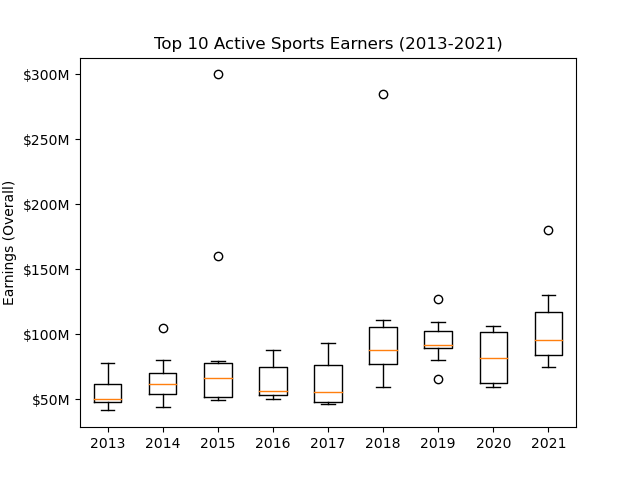 Top 10 Active Sports Earners (2013-2021)
Earnings (Overall)
$300M
$250M
$200M
$150M
$100M
$50M
2013 2014 2015 2016 2017 2018 2019 2020 2021